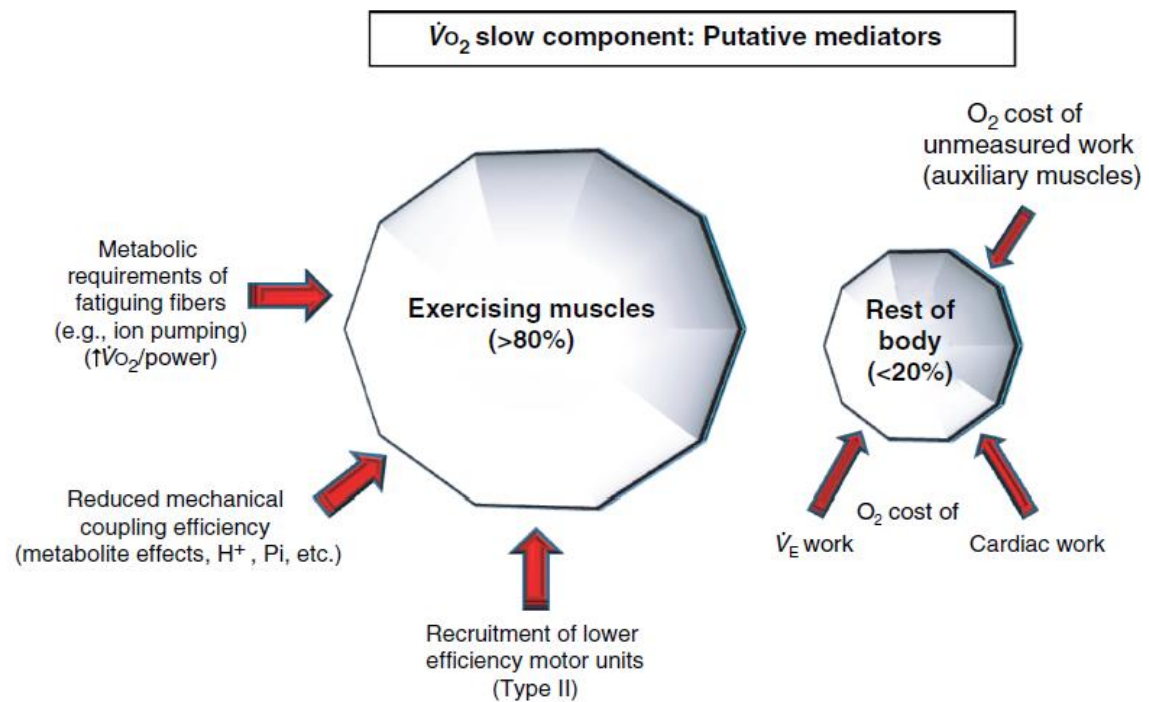 V̇O₂ slow component: Putative mediators
O₂ cost of
unmeasured work
(auxiliary muscles)
Metabolic
requirements of
fatiguing fibers
(e.g., ion pumping)
(↑V̇O₂/power)
Exercising muscles
(>80%)
Rest of
body
(<20%)
Reduced mechanical
coupling efficiency
(metabolite effects, H⁺ , Pi, etc.)
O₂ cost of
V̇E work
Cardiac work
Recruitment of lower
efficiency motor units
(Type II)